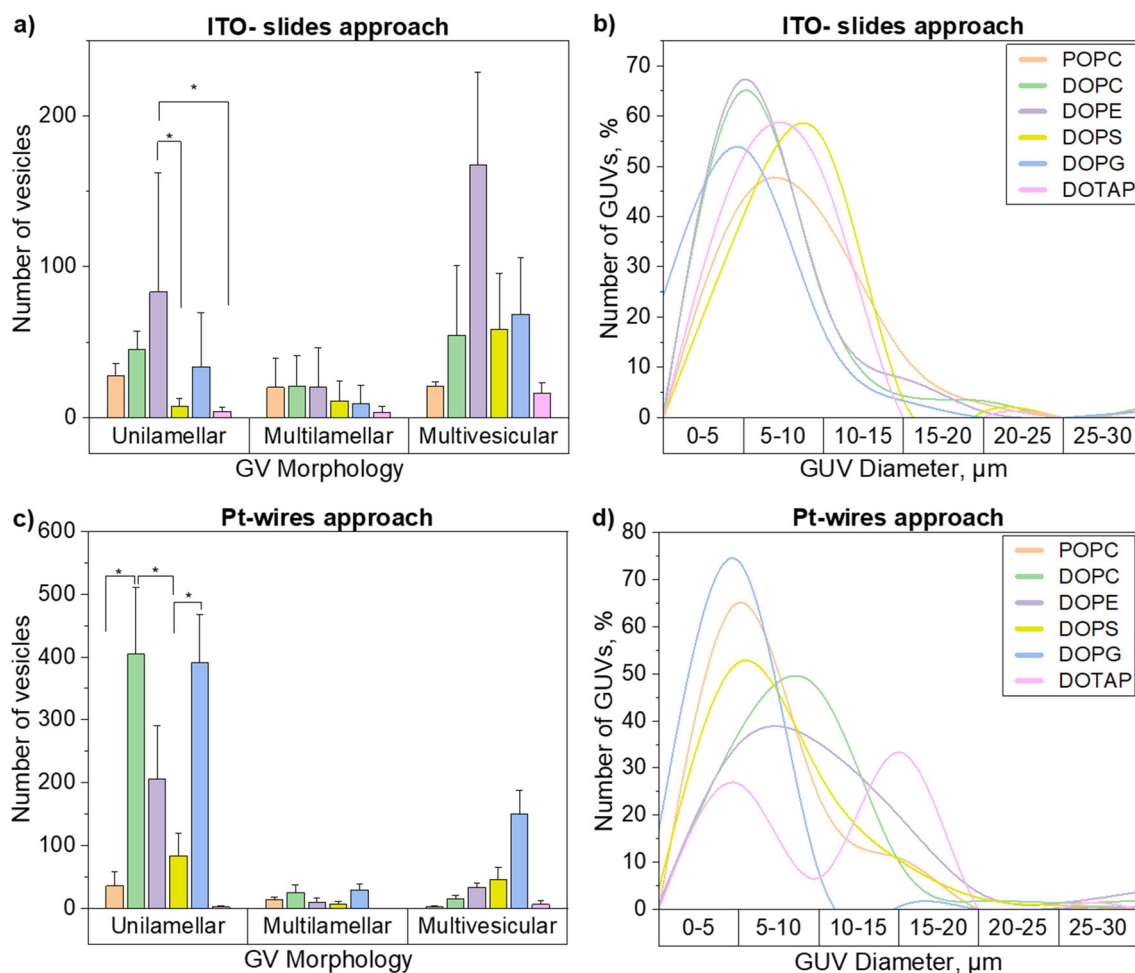 a) ITO- slides approach
Number of vesicles
200
100
0
* *
Unilamellar Multilamellar Multivesicular
GV Morphology
b) ITO- slides approach
Number of GUVs, %
70
60
50
40
30
20
10
0
POPC
DOPC
DOPE
DOPS
DOPG
DOTAP
0-5 5-10 10-15 15-20 20-25 25-30
GUV Diameter, µm
c) Pt-wires approach
Number of vesicles
600
500
400
300
200
100
0
* * *
Unilamellar Multilamellar Multivesicular
GV Morphology
d) Pt-wires approach
Number of GUVs, %
80
70
60
50
40
30
20
10
0
POPC
DOPC
DOPE
DOPS
DOPG
DOTAP
0-5 5-10 10-15 15-20 20-25 25-30
GUV Diameter, µm